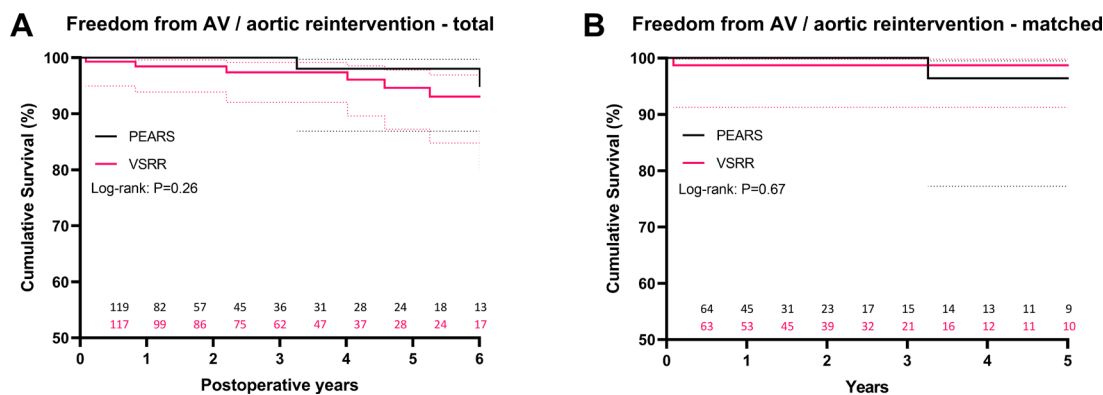 A Freedom from AV / aortic reintervention - total
Cumulative Survival (%)
100
90
80
70
60
50
PEARS
VSRR
Log-rank: P=0.26
119 82 57 45 36 31 28 24 18 13
117 99 86 75 62 47 37 28 24 17
0 1 2 3 4 5 6
Postoperative years
B Freedom from AV / aortic reintervention - matched
Cumulative Survival (%)
100
90
80
70
60
50
PEARS
VSRR
Log-rank: P=0.67
64 45 31 23 17 15 14 13 11 9
63 53 45 39 32 21 16 12 11 10
0 1 2 3 4 5
Years